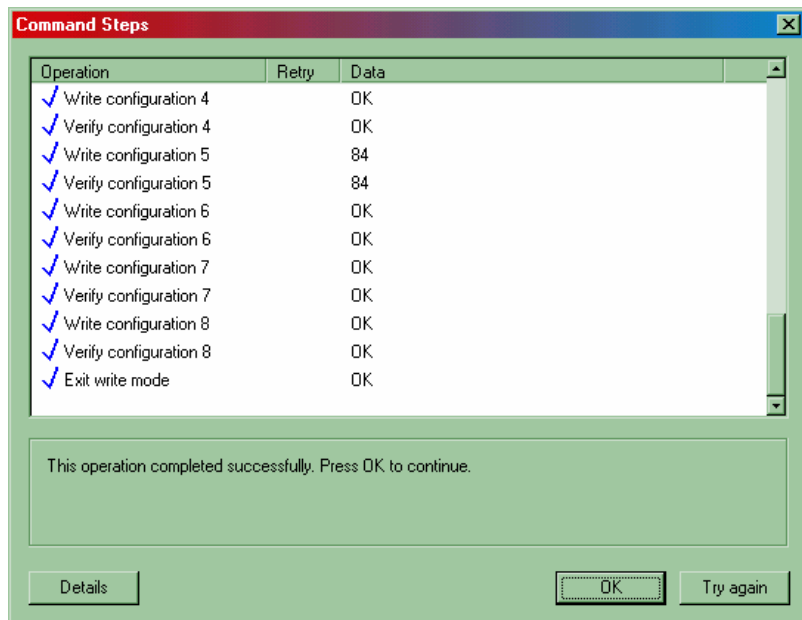 Command Steps
Operation Retry Data
Write configuration 4 OK
Verify configuration 4 OK
Write configuration 5 84
Verify configuration 5 84
Write configuration 6 OK
Verify configuration 6 OK
Write configuration 7 OK
Verify configuration 7 OK
Write configuration 8 OK
Verify configuration 8 OK
Exit write mode OK
This operation completed successfully. Press OK to continue.
Details OK Try again